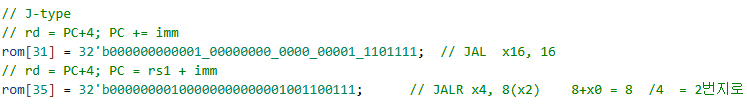 // J-type
// rd = PC+4; PC += imm
rom[31] = 32'b000000000001_00000000_0000_00001_1101111;  // JAL  x16, 16
// rd = PC+4; PC = rs1 + imm
rom[35] = 32'b00000000100000000000001001100111;      // JALR x4, 8(x2)    8+x0 = 8  /4  = 2번지로